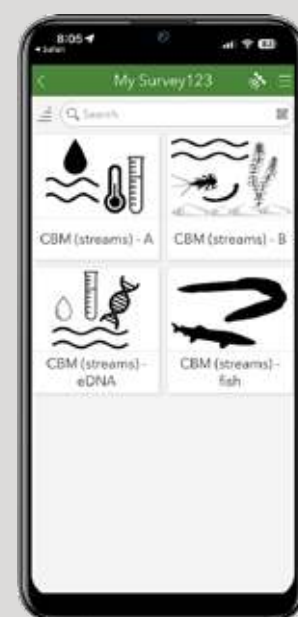 8:05
Safari
My Survey123
Search
CBM (streams) - A
CBM (streams) - B
CBM (streams) -
eDNA
CBM (streams) -
fish